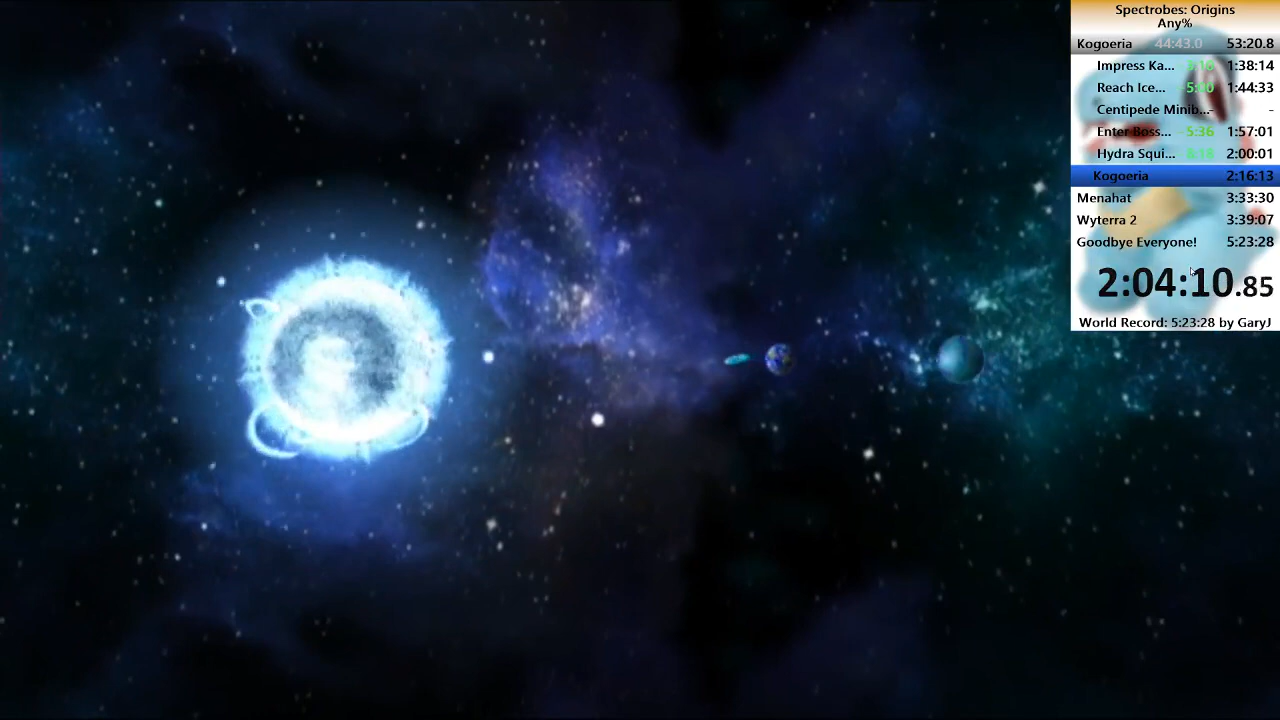 Spectrobes: Origins
Any%
Kogoeria 44:43.0 53:20.8
Impress Ka... 1:38:14
Reach Ice... -5:00 1:44:33
Centipede Minib... - -
Enter Boss... -5:36 1:57:01
Hydra Squi... 2:00:01
Kogoeria 2:16:13
Menahat 3:33:30
Wyterra 2 3:39:07
Goodbye Everyone! 5:23:28
2:04:10.85
World Record: 5:23:28 by GaryJ